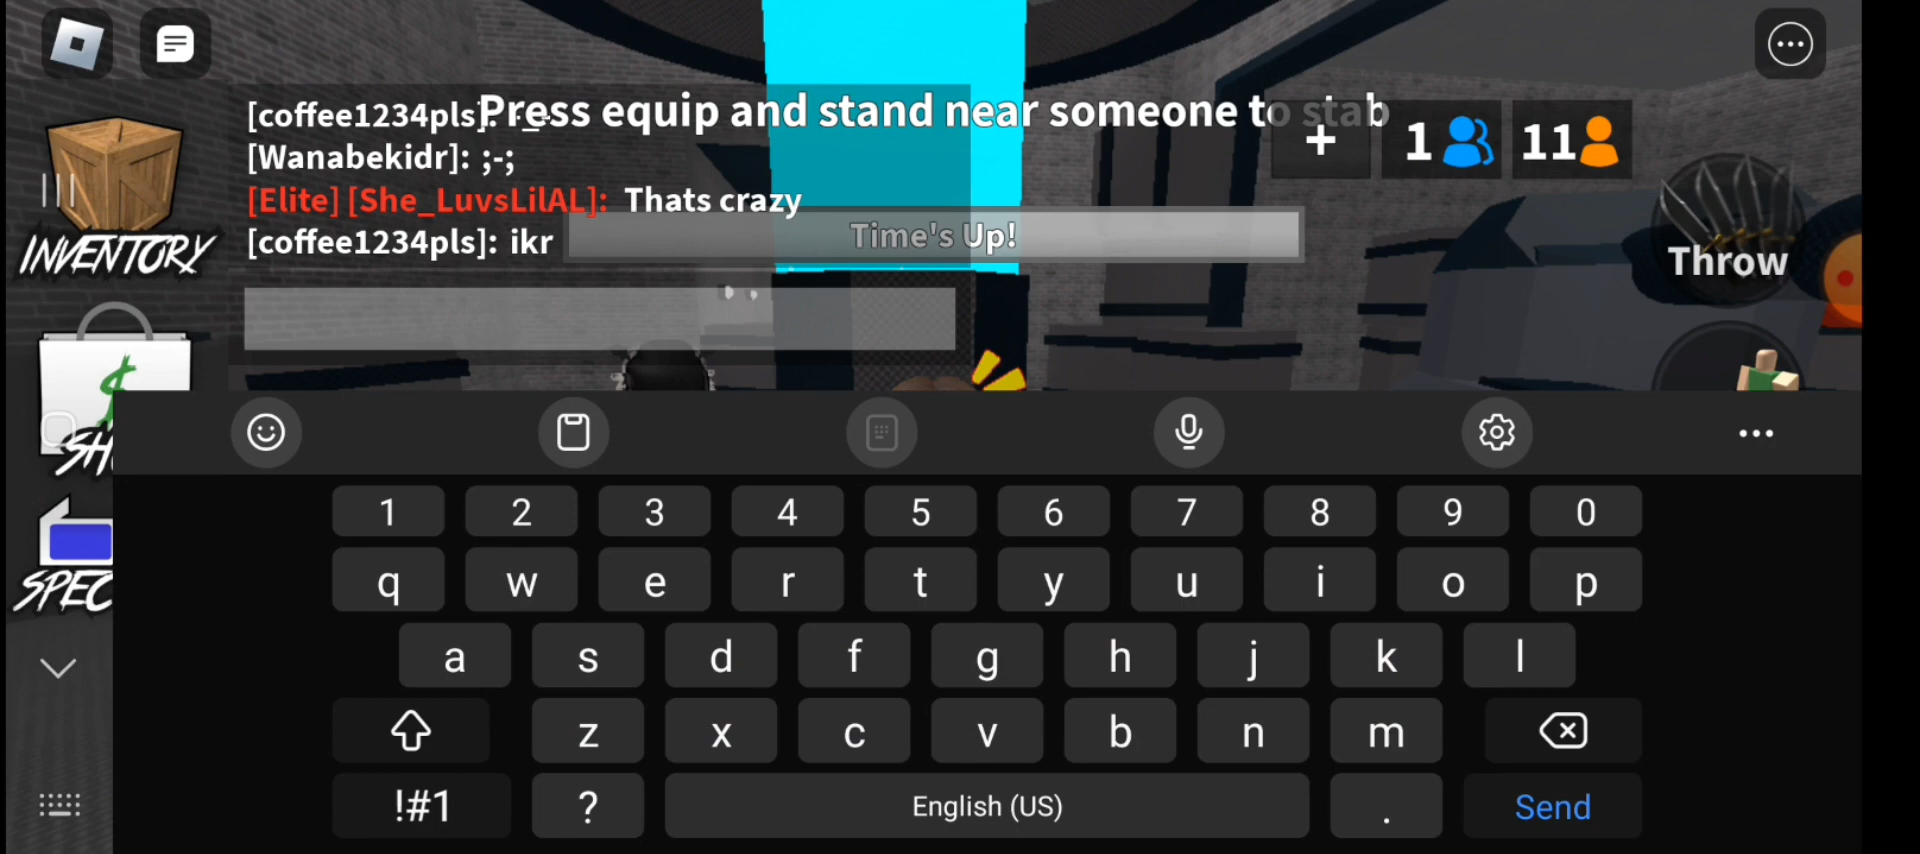 Press equip and stand near someone to stab
[coffee1234pls]: -_-
[Wanabekidr]: ;-;
[Elite] [She_LuvsLilAL]: Thats crazy
[coffee1234pls]: ikr
Time's Up!
+ 1 11
INVENTORY
Throw
SH
SPEC
1 2 3 4 5 6 7 8 9 0
q w e r t y u i o p
a s d f g h j k l
z x c v b n m
!#1 ? English (US) . Send